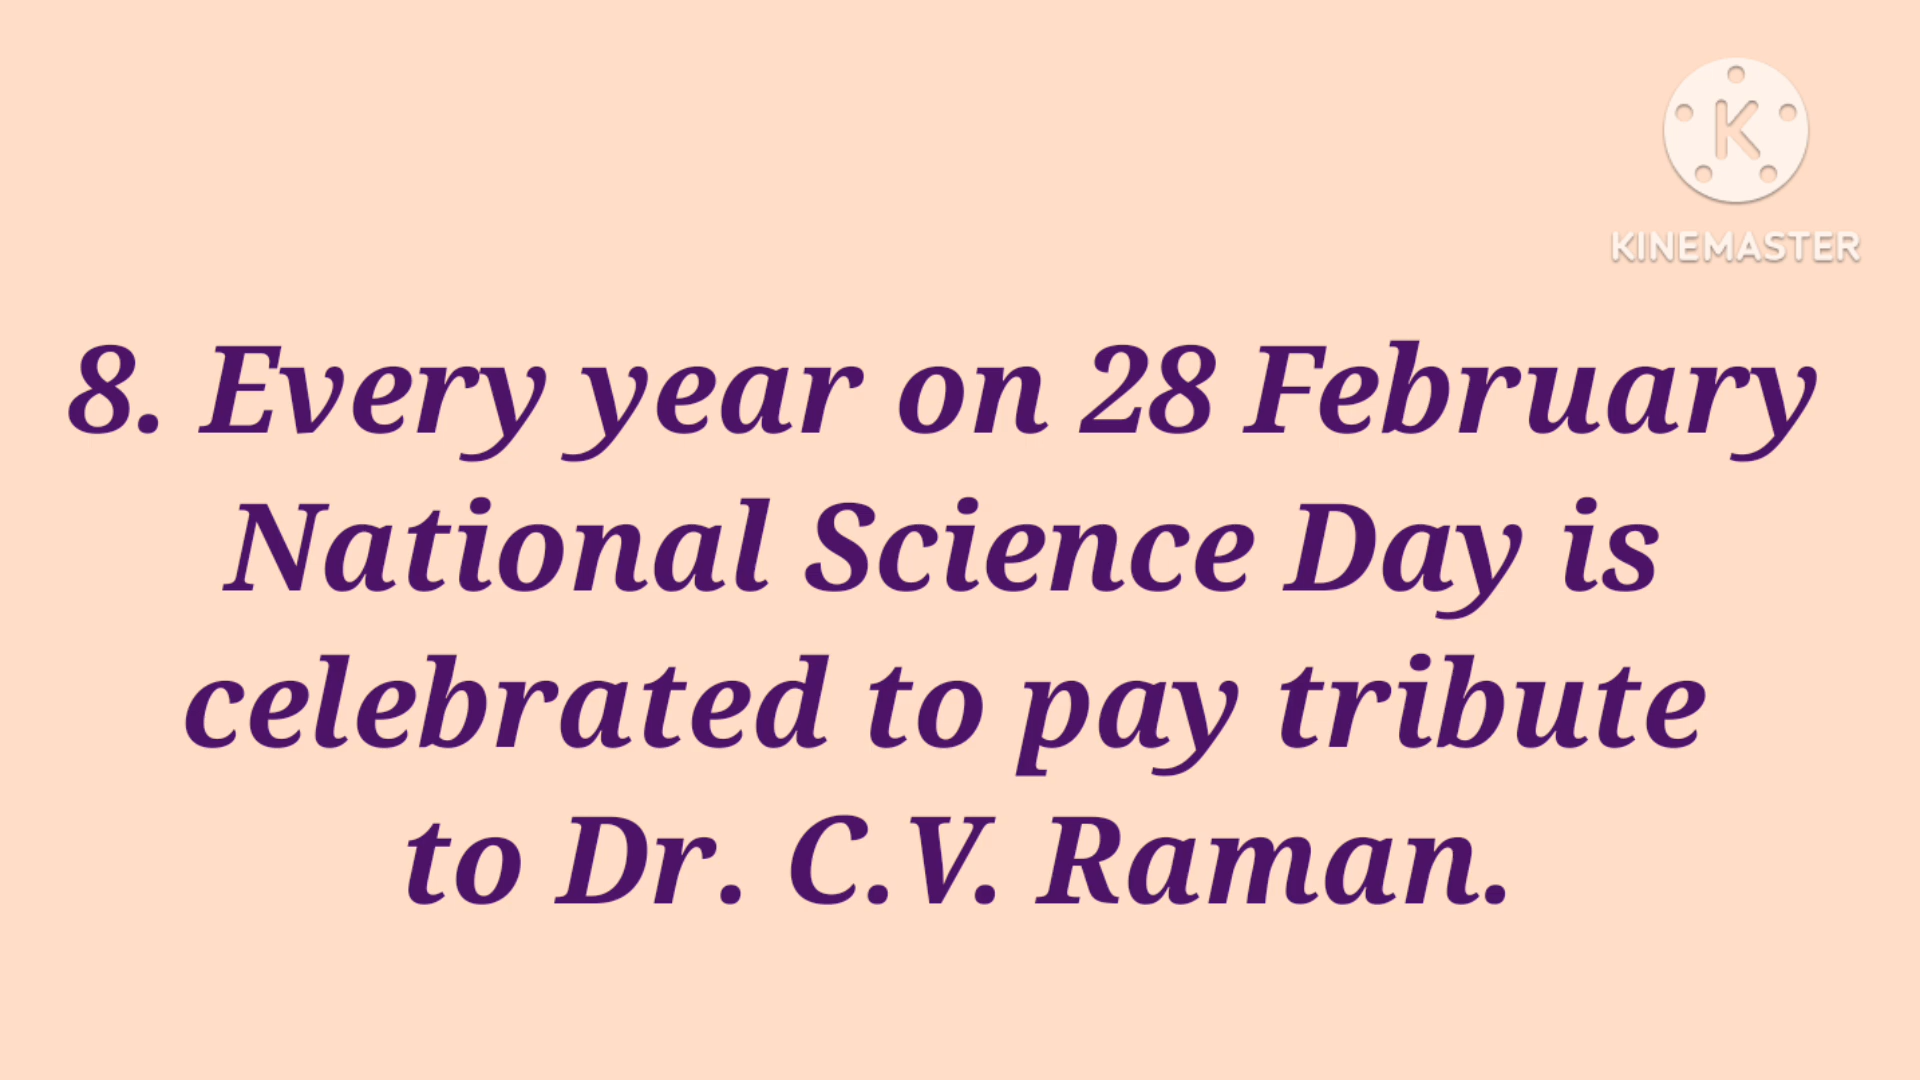 K
KINEMASTER
8. Every year on 28 February
National Science Day is
celebrated to pay tribute
to Dr. C.V. Raman.